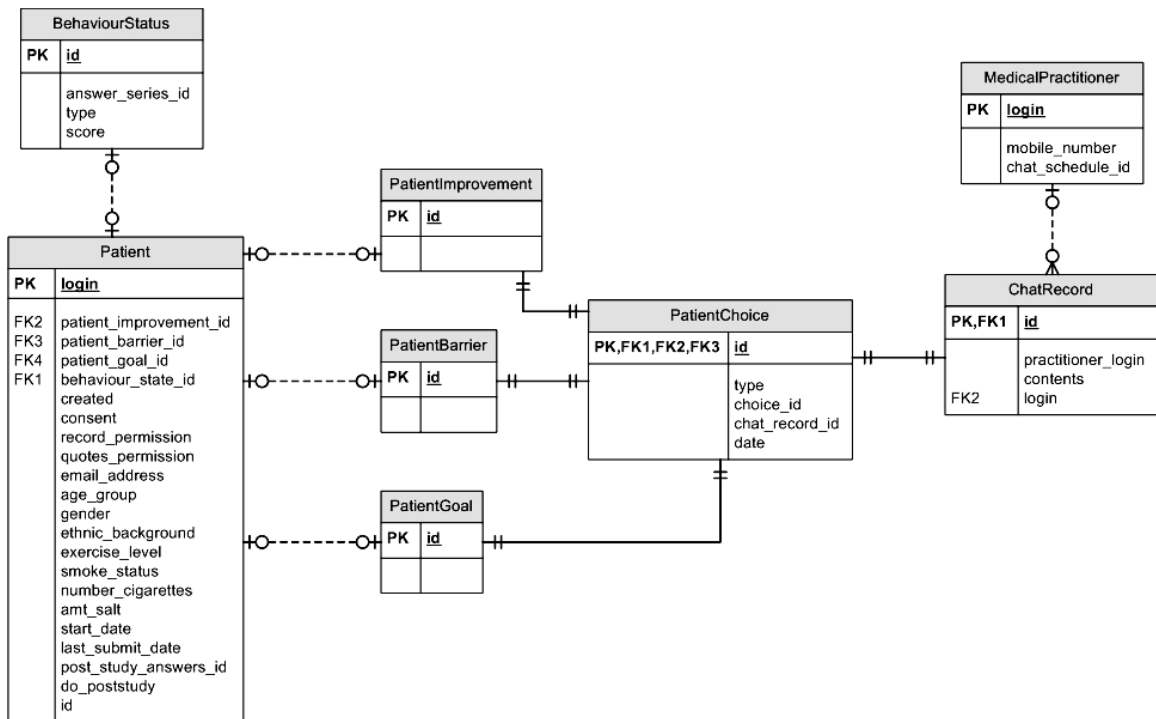 BehaviourStatus
PK id
answer_series_id
type
score
MedicalPractitioner
PK login
mobile_number
chat_schedule_id
PatientImprovement
PK id
Patient
PK login
FK2 patient_improvement_id
FK3 patient_barrier_id
FK4 patient_goal_id
FK1 behaviour_state_id
created
consent
record_permission
quotes_permission
email_address
age_group
gender
ethnic_background
exercise_level
smoke_status
number_cigarettes
amt_salt
start_date
last_submit_date
post_study_answers_id
do_poststudy
id
PatientBarrier
PK id
PatientGoal
PK id
PatientChoice
PK,FK1,FK2,FK3 id
type
choice_id
chat_record_id
date
ChatRecord
PK,FK1 id
practitioner_login
contents
FK2 login